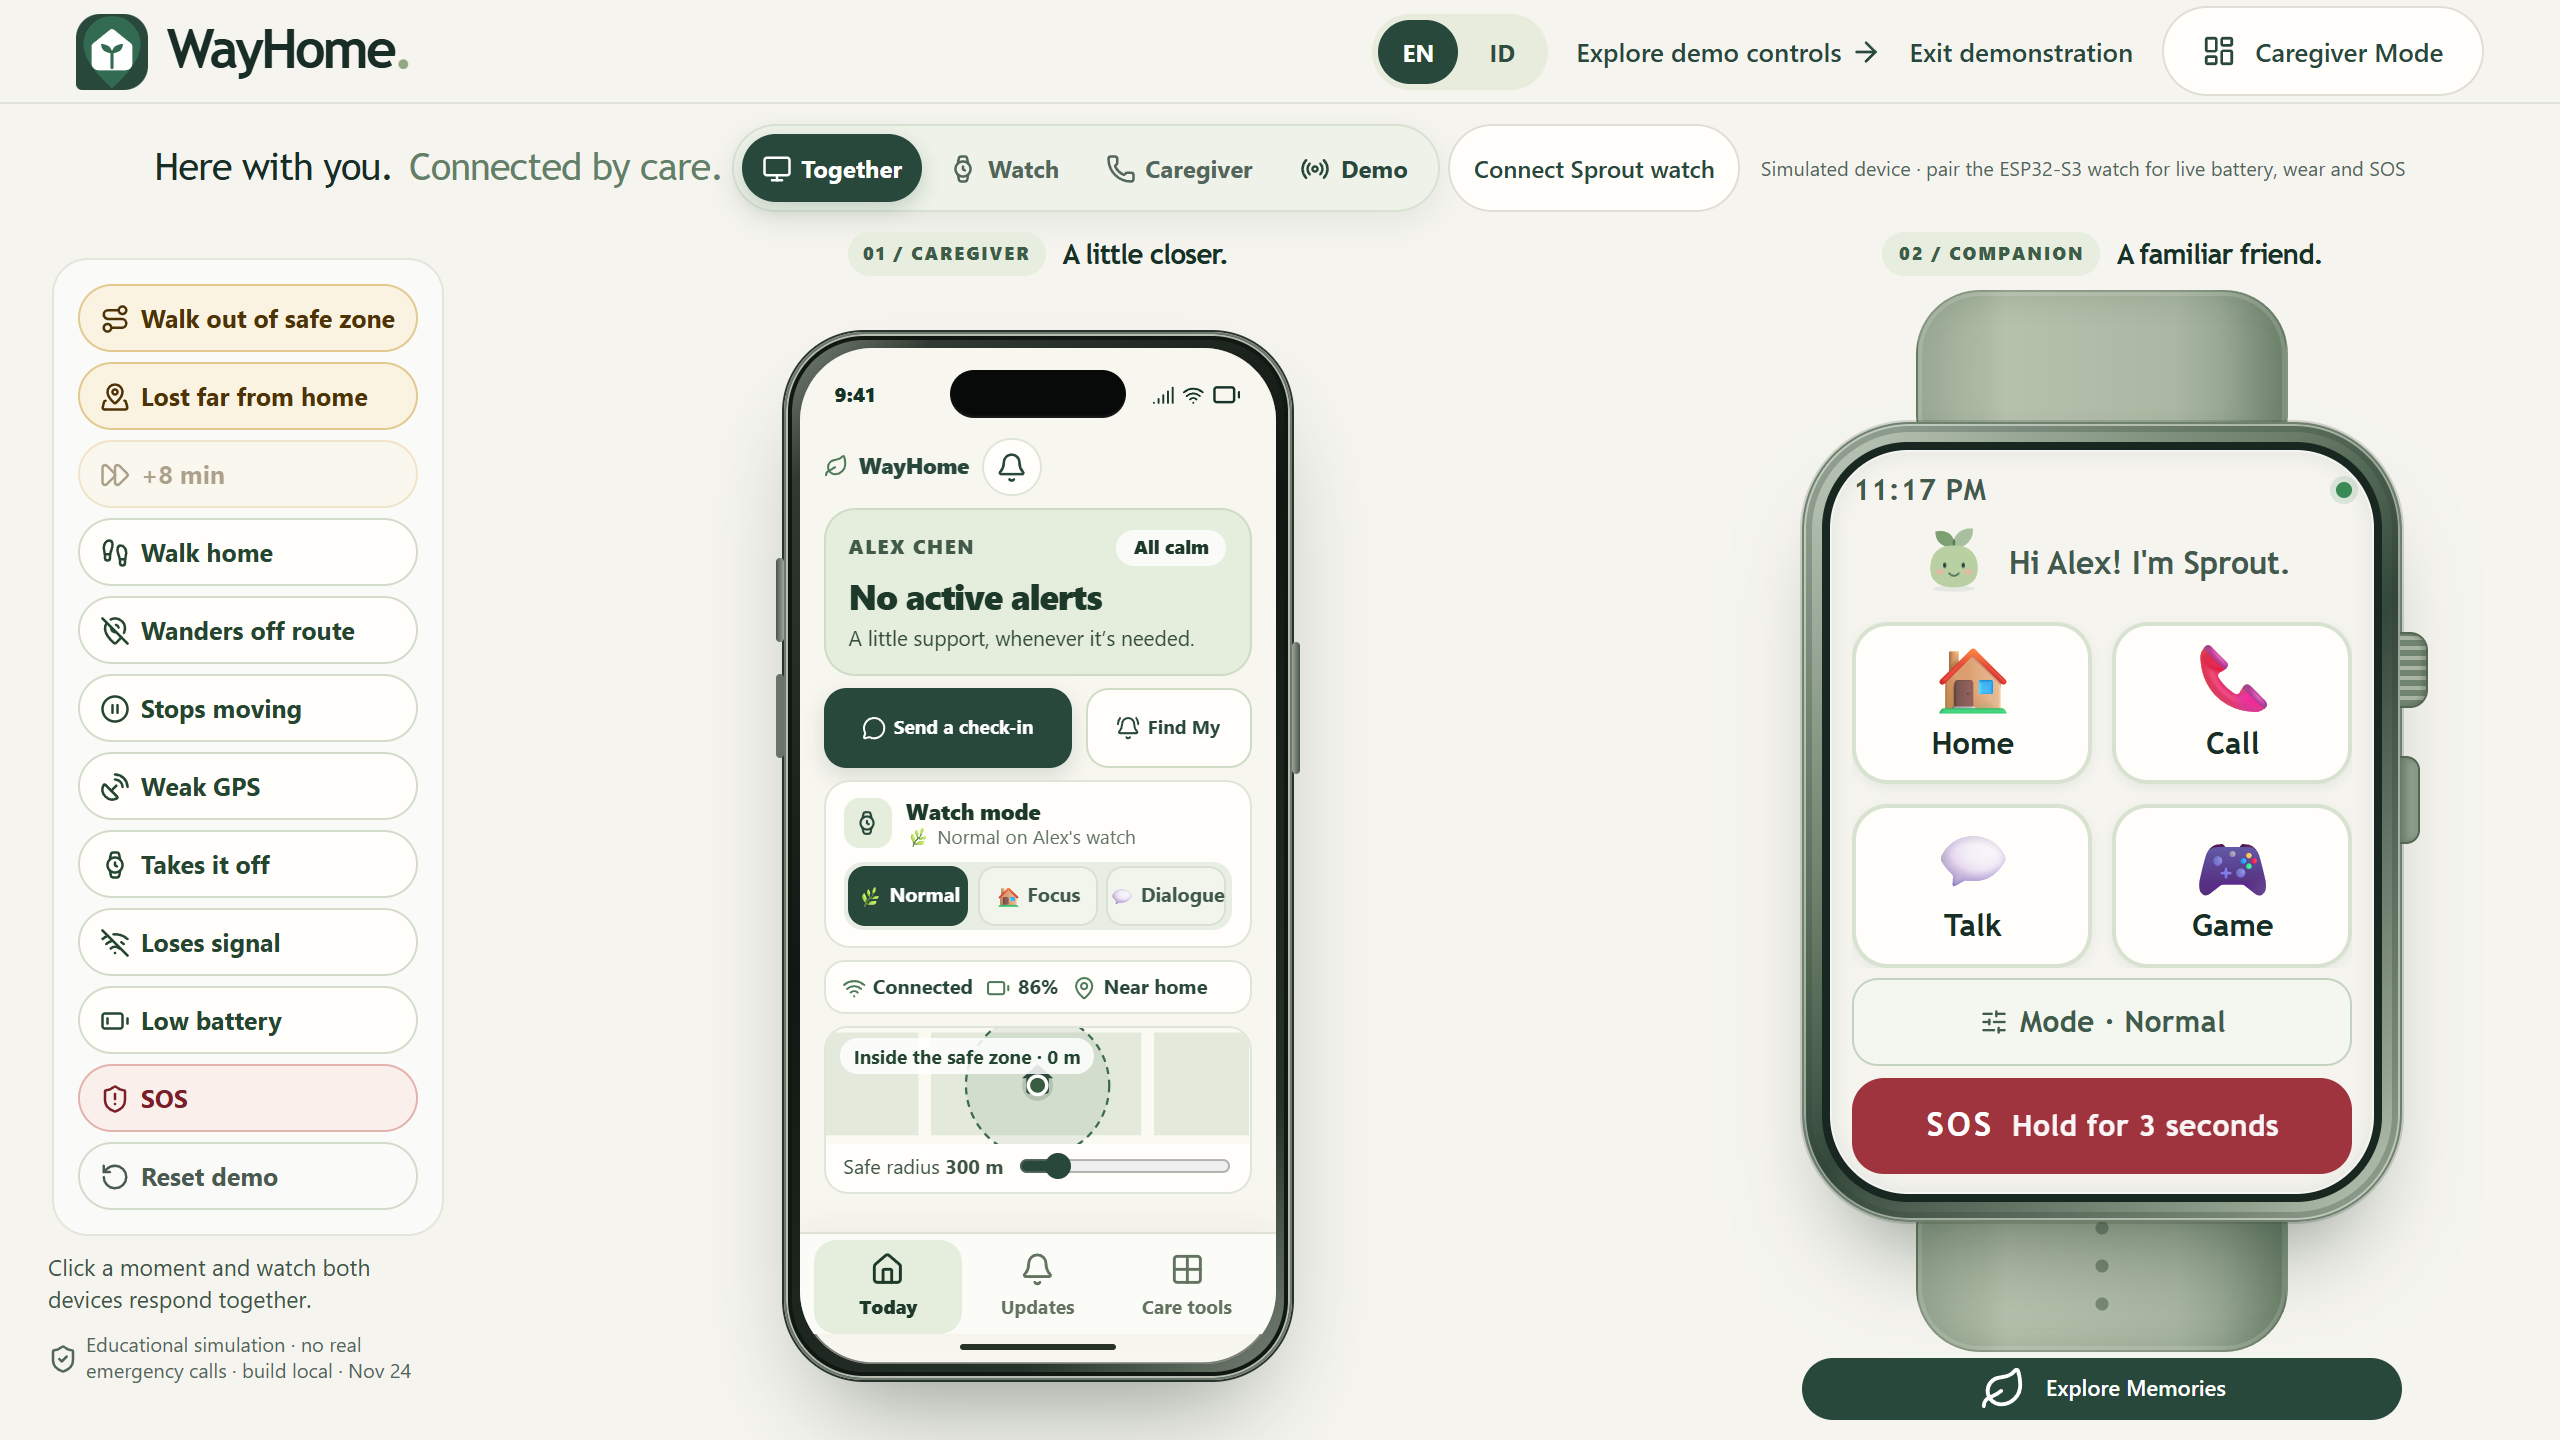 WayHome.
EN ID Explore demo controls Exit demonstration Caregiver Mode
Here with you. Connected by care.
Together Watch Caregiver Demo
Connect Sprout watch
Simulated device · pair the ESP32-S3 watch for live battery, wear and SOS
Walk out of safe zone
Lost far from home
+8 min
Walk home
Wanders off route
Stops moving
Weak GPS
Takes it off
Loses signal
Low battery
SOS
Reset demo
Click a moment and watch both
devices respond together.
Educational simulation · no real
emergency calls · build local · Nov 24
01 / CAREGIVER A little closer.
9:41
WayHome
ALEX CHEN All calm
No active alerts
A little support, whenever it’s needed.
Send a check-in Find My
Watch mode
Normal on Alex's watch
Normal Focus Dialogue
Connected 86% Near home
Inside the safe zone · 0 m
Safe radius 300 m
Today Updates Care tools
02 / COMPANION A familiar friend.
11:17 PM
Hi Alex! I'm Sprout.
Home Call
Talk Game
Mode · Normal
SOS Hold for 3 seconds
Explore Memories